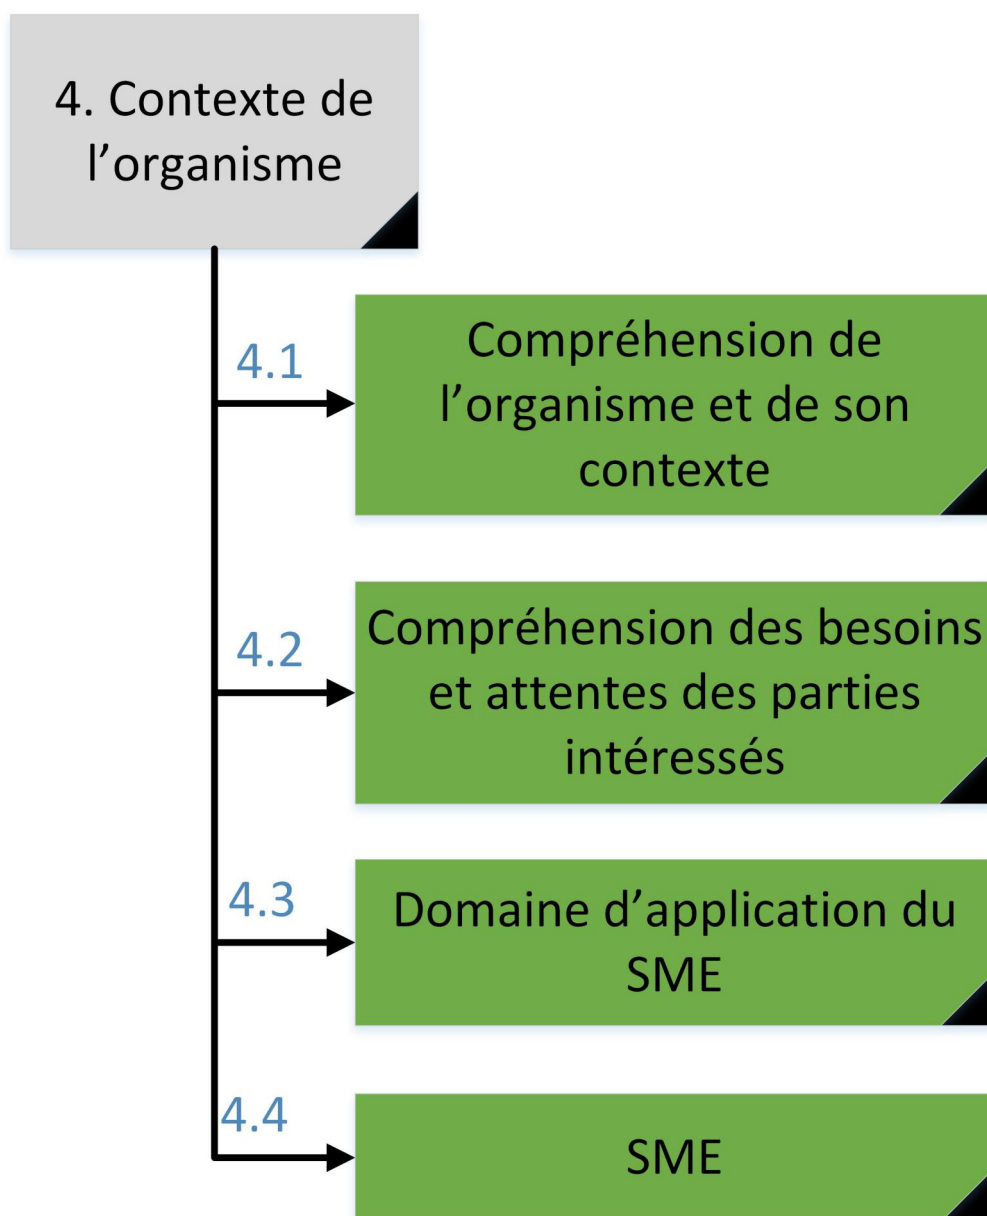 4. Contexte de
l’organisme
4.1
Compréhension de
l’organisme et de son
contexte
4.2
Compréhension des besoins
et attentes des parties
intéressés
4.3
Domaine d’application du
SME
4.4
SME